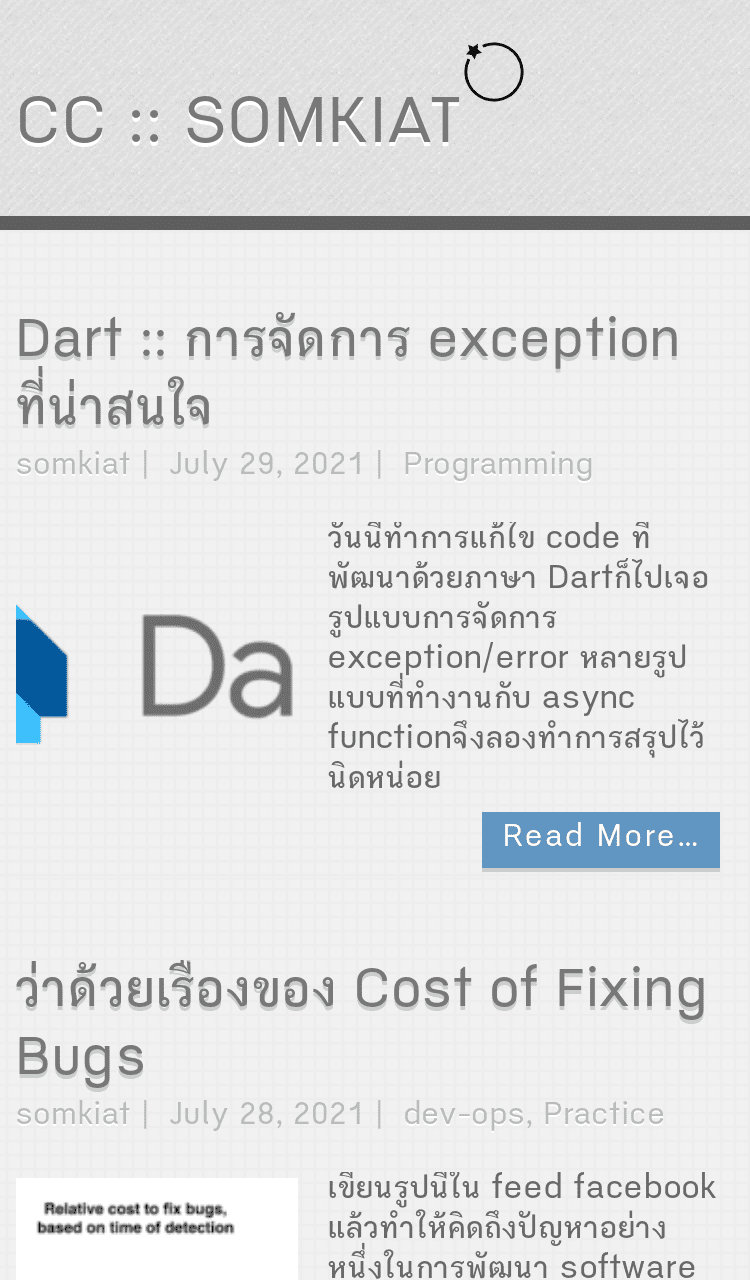 CC :: SOMKIAT
Dart :: การจัดการ exception
ที่น่าสนใจ
somkiat | July 29, 2021 | Programming
วันนี้ทำการแก้ไข code ที่
พัฒนาด้วยภาษา Dartก็ไปเจอ
รูปแบบการจัดการ
exception/error หลายรูป
แบบที่ทำงานกับ async
functionจึงลองทำการสรุปไว้
นิดหน่อย
Da
Read More…
ว่าด้วยเรื่องของ Cost of Fixing
Bugs
somkiat | July 28, 2021 | dev-ops, Practice
เขียนรูปนี้ใน feed facebook
แล้วทำให้คิดถึงปัญหาอย่าง
หนึ่งในการพัฒนา software
Relative cost to fix bugs,
based on time of detection